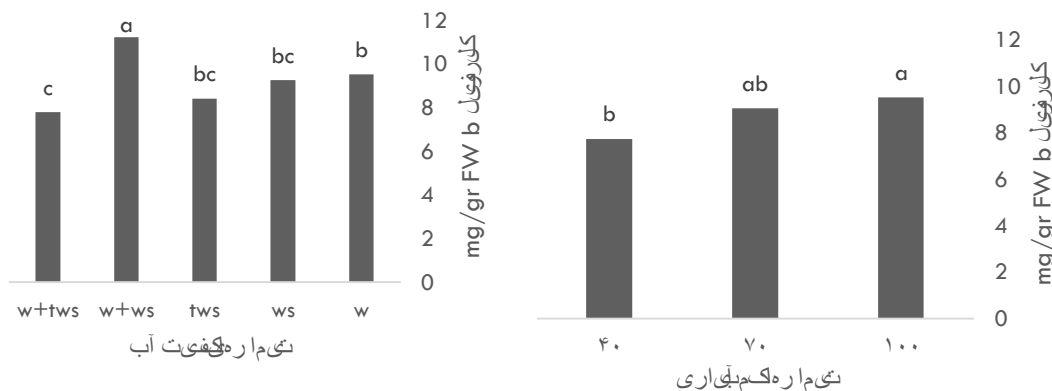 12
10
8
6
4
2
0
کلروفیل b mg/gr FW
c
a
bc
bc
b
w+tws
w+ws
tws
ws
w
تیمارهای کیفیت آب
12
10
8
6
4
2
0
کلروفیل b mg/gr FW
b
ab
a
۴۰
۷۰
۱۰۰
تیمارهای کم‌آبیاری